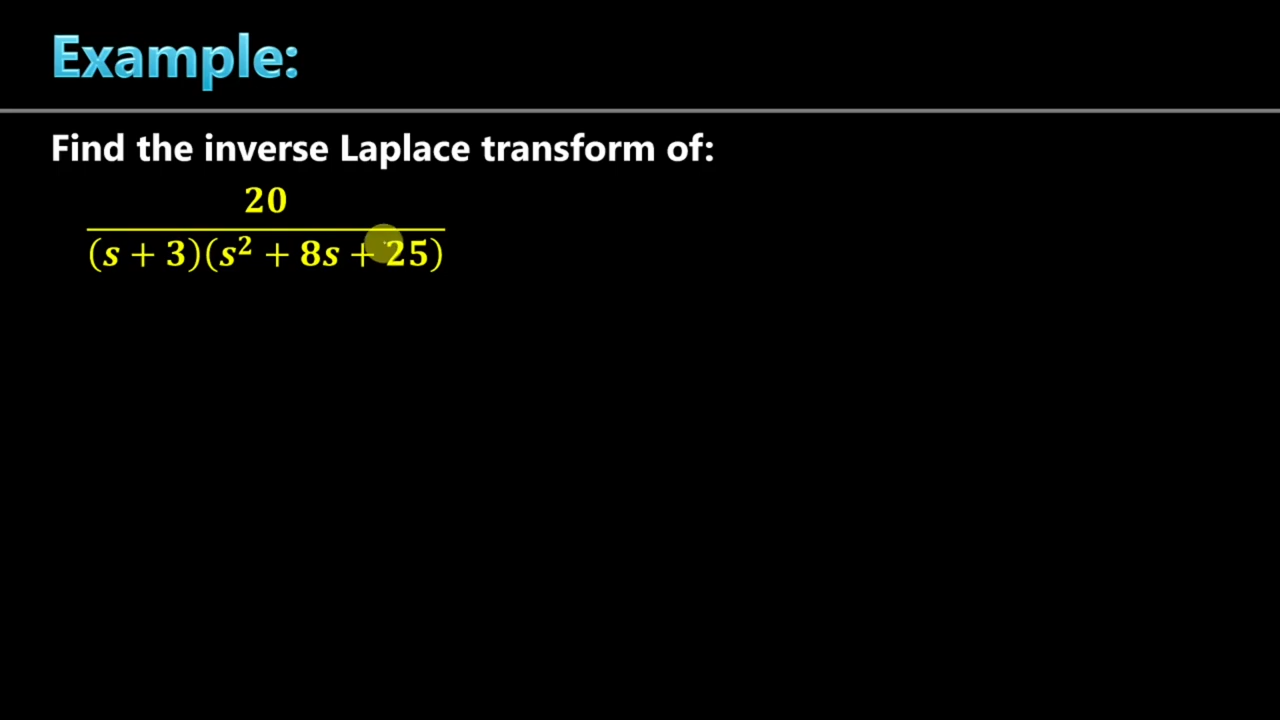 Example:
Find the inverse Laplace transform of:
20
(s + 3)(s² + 8s + 25)